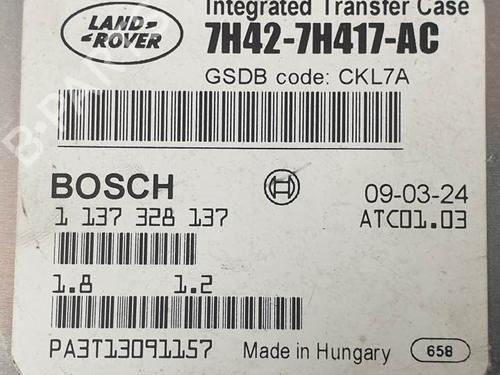 Integrated Transfer Case
LAND-
ROVER
7H42-7H417-AC
GSDB code: CKL7A
BOSCH
09-03-24
1 137 328 137
ATC01.03
1.8 1.2
PA3T13091157
Made in Hungary
658
B-PARTS